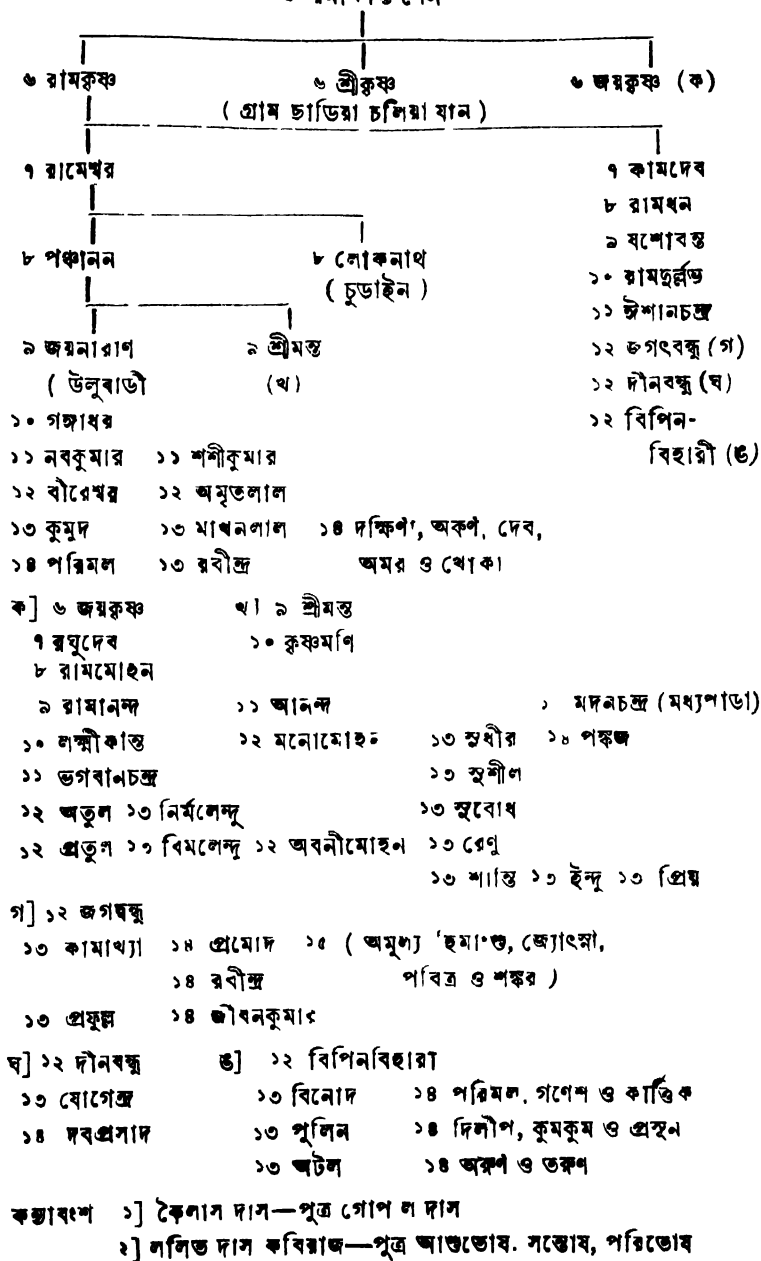 ৬ রামকৃষ্ণ ৬ শ্রীকৃষ্ণ ৬ জয়কৃষ্ণ (ক)
( গ্রাম ছাড়িয়া চলিয়া যান )
৭ রামেশ্বর ৭ কামদেব
৮ রামধন
৮ পঞ্চানন ৮ লোকনাথ ৯ যশোবন্ত
( চুড়াইন ) ১০ রামদুর্ল্লভ
১১ ঈশানচন্দ্র
৯ জয়নারাণ ৯ শ্রীমন্ত ১২ জগৎবন্ধু (গ)
( উলুবাড়ী (খ) ১২ দীনবন্ধু (ঘ)
১০ গঙ্গাধর ১২ বিপিন-
১১ নবকুমার ১১ শশীকুমার বিহারী (ঙ)
১২ বীরেশ্বর ১২ অমৃতলাল
১৩ কুমুদ ১৩ মাখনলাল ১৪ দক্ষিণা, অরুণ, দেব,
১৪ পরিমল ১৩ রবীন্দ্র অমর ও খোকা
ক] ৬ জয়কৃষ্ণ খ] ৯ শ্রীমন্ত
৭ রঘুদেব ১০ কৃষ্ণমণি
৮ রামমোহন
৯ রামানন্দ ১১ আনন্দ মদনচন্দ্র (মধ্যপাড়া)
১০ লক্ষ্মীকান্ত ১২ মনোমোহন ১৩ সুধীর ১৪ পঙ্কজ
১১ ভগবানচন্দ্র ১৩ সুশীল
১২ অতুল ১৩ নির্মলেন্দু ১৩ সুবোধ
১২ প্রতুল ১৩ বিমলেন্দু ১২ অবনীমোহন ১৩ রেণু
১৩ শান্তি ১৩ ইন্দু ১৩ প্রিয়
গ] ১২ জগদ্বন্ধু
১৩ কামাখ্যা ১৪ প্রমোদ ১৫ ( অমূল্য হিমাংশু, জ্যোৎস্না,
১৪ রবীন্দ্র পবিত্র ও শঙ্কর )
১৩ প্রফুল্ল ১৪ জীবনকুমার
ঘ] ১২ দীনবন্ধু ঙ] ১২ বিপিনবিহারী
১৩ যোগেন্দ্র ১৩ বিনোদ ১৪ পরিমল, গণেশ ও কার্ত্তিক
১৪ দেবপ্রসাদ ১৩ পুলিন ১৪ দিলীপ, কুমকুম ও প্রসূন
১৩ অটল ১৪ অরুণ ও তরুণ
কন্যাবংশ ১] কৈলাস দাস—পুত্র গোপাল দাস
২] ললিত দাস কবিরাজ—পুত্র আশুতোষ. সন্তোষ, পরিতোষ